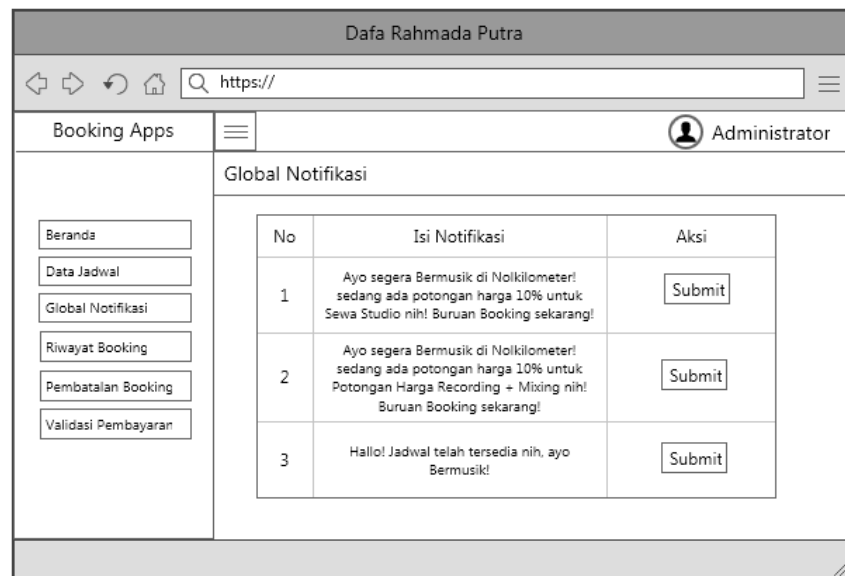 Dafa Rahmada Putra
https://
Booking Apps
Administrator
Global Notifikasi
Beranda
Data Jadwal
Global Notifikasi
Riwayat Booking
Pembatalan Booking
Validasi Pembayaran
No Isi Notifikasi Aksi
Ayo segera Bermusik di Nolkilometer!
sedang ada potongan harga 10% untuk
Sewa Studio nih! Buruan Booking sekarang!
1
Submit
Ayo segera Bermusik di Nolkilometer!
sedang ada potongan harga 10% untuk
Potongan Harga Recording + Mixing nih!
Buruan Booking sekarang!
2
Submit
Hallo! Jadwal telah tersedia nih, ayo
Bermusik!
3
Submit